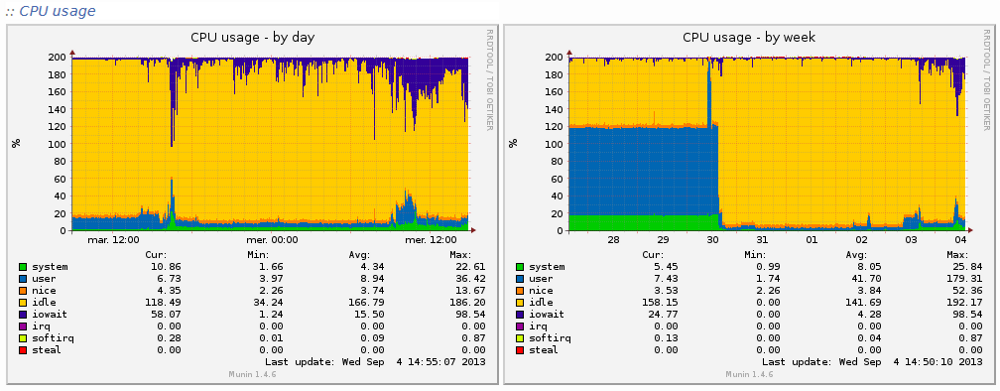 :: CPU usage
CPU usage - by day
RRDTOOL / TOBI OETIKER
%
200
180
160
140
120
100
80
60
40
20
0
mar. 12:00 mer. 00:00 mer. 12:00
Cur: Min: Avg: Max:
system 10.86 1.66 4.34 22.61
user 6.73 3.97 8.94 36.42
nice 4.35 2.26 3.74 13.67
idle 118.49 34.24 166.79 186.20
iowait 58.07 1.24 15.50 98.54
irq 0.00 0.00 0.00 0.00
softirq 0.28 0.01 0.09 0.87
steal 0.00 0.00 0.00 0.00
Last update: Wed Sep 4 14:55:07 2013
Munin 1.4.6
CPU usage - by week
RRDTOOL / TOBI OETIKER
%
200
180
160
140
120
100
80
60
40
20
0
28 29 30 31 01 02 03 04
Cur: Min: Avg: Max:
system 5.45 0.99 8.05 25.84
user 7.43 1.74 41.70 179.31
nice 3.53 2.26 3.84 52.36
idle 158.15 0.00 141.69 192.17
iowait 24.77 0.00 4.28 98.54
irq 0.00 0.00 0.00 0.00
softirq 0.13 0.00 0.04 0.87
steal 0.00 0.00 0.00 0.00
Last update: Wed Sep 4 14:50:10 2013
Munin 1.4.6